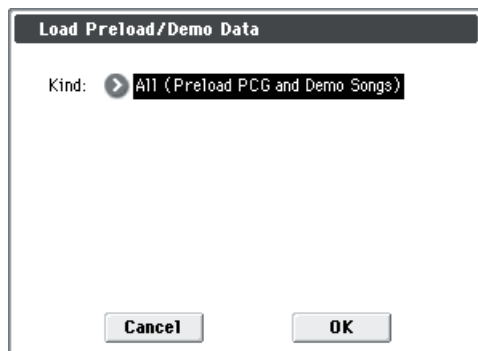 Load Preload/Demo Data
Kind: All (Preload PCG and Demo Songs)
Cancel OK